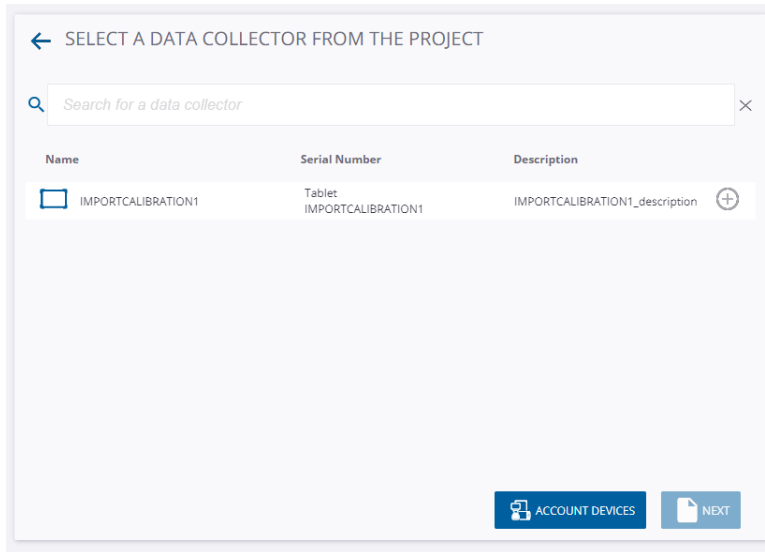 SELECT A DATA COLLECTOR FROM THE PROJECT
Search for a data collector
Name Serial Number Description
IMPORTCALIBRATION1 Tablet IMPORTCALIBRATION1_description
IMPORTCALIBRATION1
ACCOUNT DEVICES NEXT